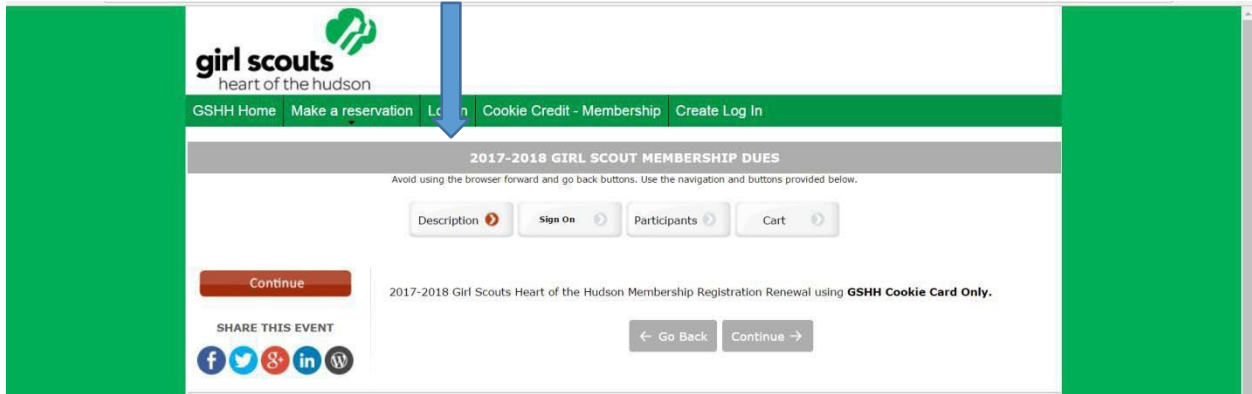 girl scouts
heart of the hudson
GSHH Home Make a reservation Cookie Credit - Membership Create Log In
2017-2018 GIRL SCOUT MEMBERSHIP DUES
Avoid using the browser forward and go back buttons. Use the navigation and buttons provided below.
Description Sign On Participants Cart
Continue
2017-2018 Girl Scouts Heart of the Hudson Membership Registration Renewal using GSHH Cookie Card Only.
SHARE THIS EVENT
← Go Back Continue →
f 8+ in W